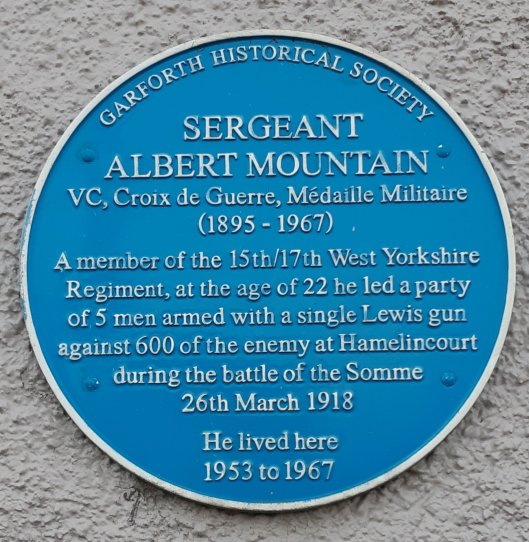 GARFORTH HISTORICAL SOCIETY
SERGEANT
ALBERT MOUNTAIN
VC, Croix de Guerre, Médaille Militaire
(1895 - 1967)
A member of the 15th/17th West Yorkshire
Regiment, at the age of 22 he led a party
of 5 men armed with a single Lewis gun
against 600 of the enemy at Hamelincourt
during the battle of the Somme
26th March 1918
He lived here
1953 to 1967